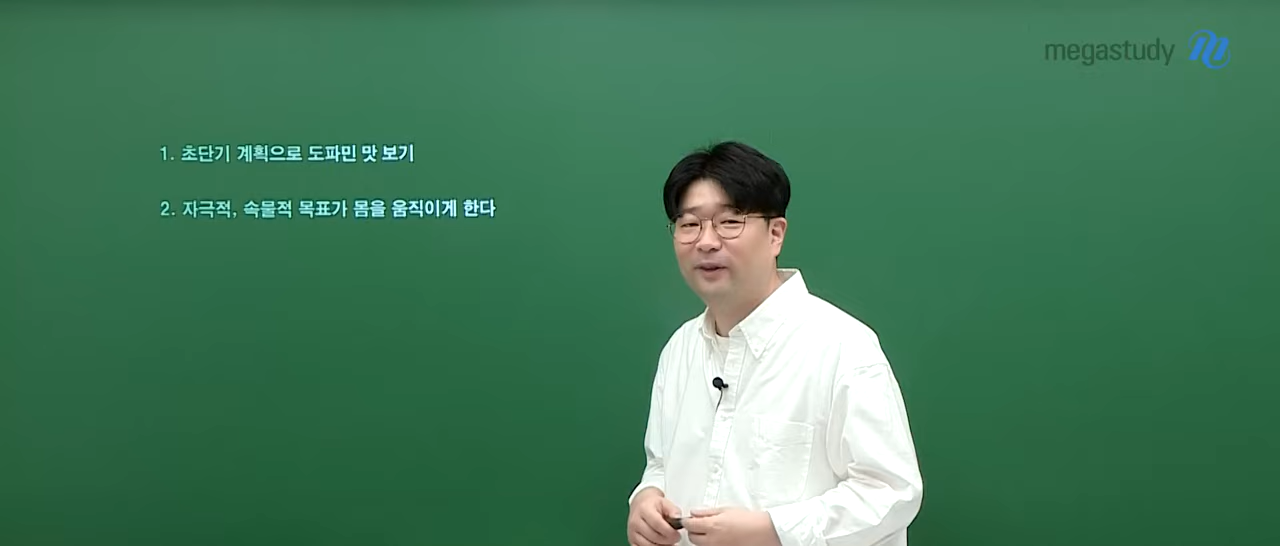 megastudy
1. 초단기 계획으로 도파민 맛 보기
2. 자극적, 속물적 목표가 몸을 움직이게 한다